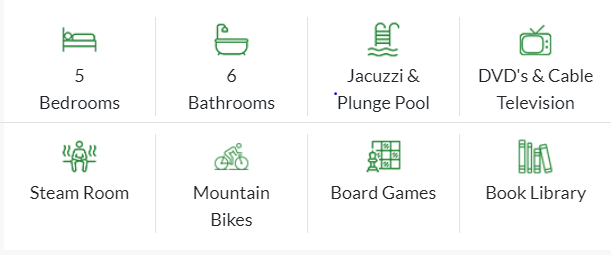 5
Bedrooms
6
Bathrooms
Jacuzzi &
Plunge Pool
DVD's & Cable
Television
Steam Room
Mountain
Bikes
Board Games
Book Library